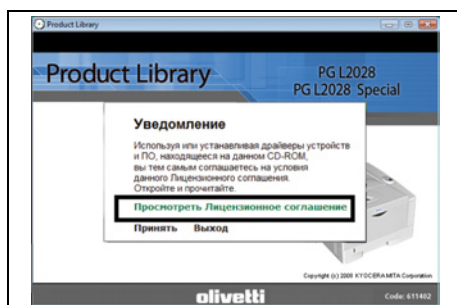 Product Library
Product Library
PG L2028
PG L2028 Special
Уведомление
Используя или устанавливая драйверы устройств
и ПО, находящееся на данном CD-ROM,
вы тем самым соглашаетесь на условия
данного Лицензионного соглашения.
Откройте и прочитайте.
Просмотреть Лицензионное соглашение
Принять Выход
Copyright (c) 2008 KYOCERA MITA Corporation
olivetti
Code: 611402